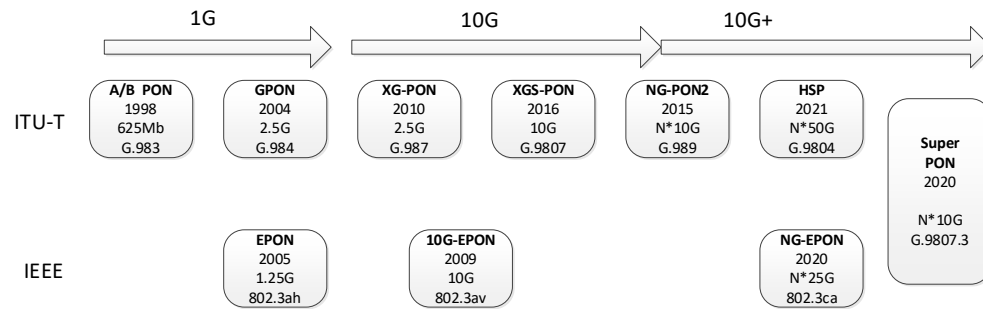 1G
10G
10G+
ITU-T
A/B PON
1998
625Mb
G.983
GPON
2004
2.5G
G.984
XG-PON
2010
2.5G
G.987
XGS-PON
2016
10G
G.9807
NG-PON2
2015
N*10G
G.989
HSP
2021
N*50G
G.9804
Super
PON
2020
N*10G
G.9807.3
IEEE
EPON
2005
1.25G
802.3ah
10G-EPON
2009
10G
802.3av
NG-EPON
2020
N*25G
802.3ca